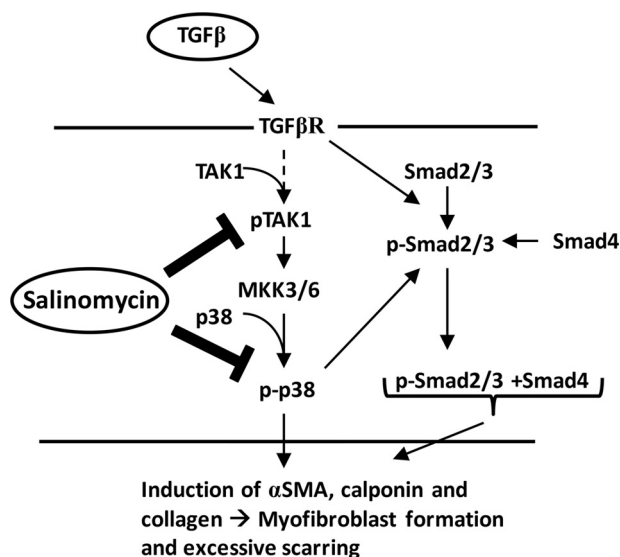 TGFβ
TGFβR
TAK1
Smad2/3
pTAK1
p-Smad2/3
Smad4
Salinomycin
MKK3/6
p38
p-p38
p-Smad2/3 +Smad4
Induction of αSMA, calponin and
collagen → Myofibroblast formation
and excessive scarring